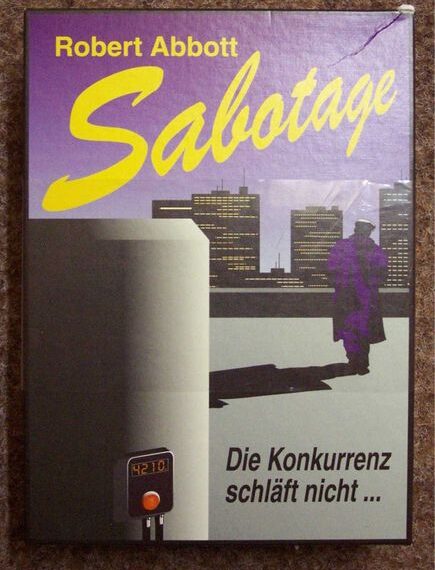 Robert Abbott
Sabotage
4210
Die Konkurrenz
schläft nicht ...